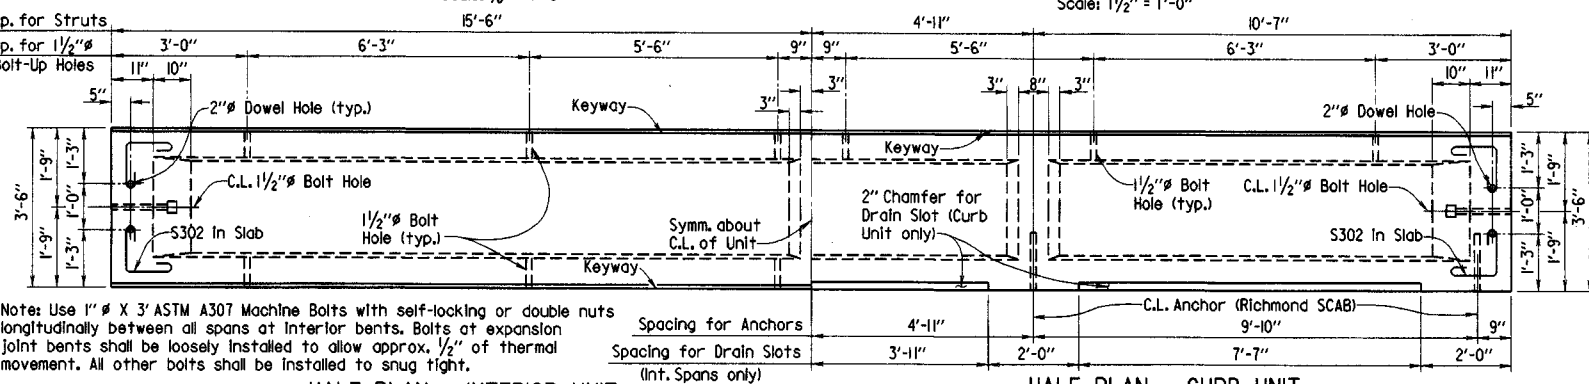 Scale: 1½" = 1'-0"
p. for Struts
15'-6"
4'-11"
10'-7"
p. for 1½"ø
3'-0"
6'-3"
5'-6"
9"
9"
5'-6"
6'-3"
3'-0"
Bolt-Up Holes
11"
10"
3"
3"
8"
3"
10"
11"
5"
2"ø Dowel Hole (typ.)
Keyway
3"
2"ø Dowel Hole
5"
Keyway
3'-6"
1'-9"
1'-3"
C.L. 1½"ø Bolt Hole
2" Chamfer for
Drain Slot (Curb
Unit only)
1½"ø Bolt
Hole (typ.)
C.L. 1½"ø Bolt Hole
1'-3"
1'-9"
3'-6"
1'-0"
1½"ø Bolt
Hole (typ.)
Symm. about
C.L. of Unit
1'-0"
1'-9"
1'-3"
S302 in Slab
Keyway
S302 in Slab
1'-3"
1'-9"
Note: Use 1" ø X 3' ASTM A307 Machine Bolts with self-locking or double nuts
longitudinally between all spans at interior bents. Bolts at expansion
joint bents shall be loosely installed to allow approx. ½" of thermal
movement. All other bolts shall be installed to snug tight.
C.L. Anchor (Richmond SCAB)
Spacing for Anchors
4'-11"
9'-10"
9"
Spacing for Drain Slots
(Int. Spans only)
3'-11"
2'-0"
7'-7"
2'-0"
HALF PLAN - INTERIOR UNIT
HALF PLAN - CURB UNIT